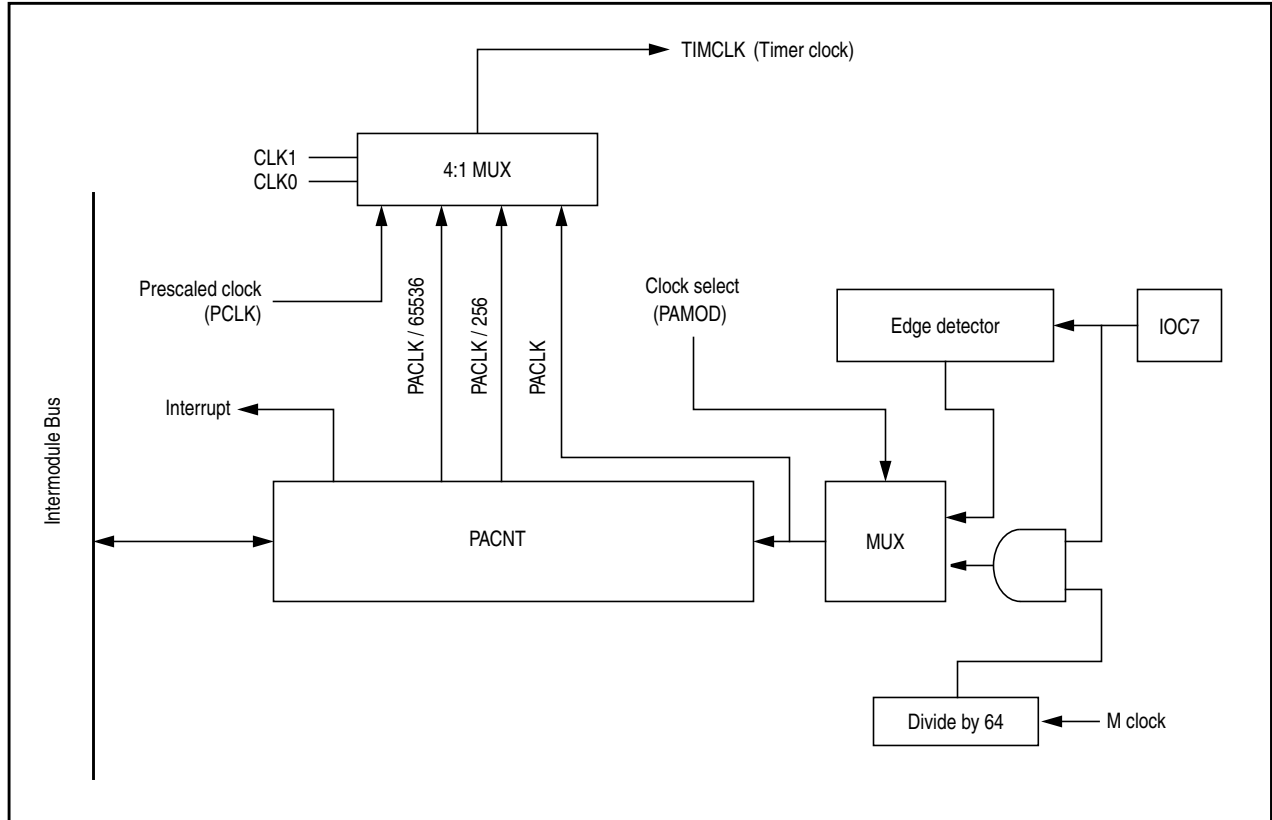 TIMCLK (Timer clock)
CLK1
CLK0
4:1 MUX
Prescaled clock
(PCLK)
PACLK / 65536
PACLK / 256
PACLK
Clock select
(PAMOD)
Edge detector
IOC7
Interrupt
Intermodule Bus
PACNT
MUX
Divide by 64
M clock